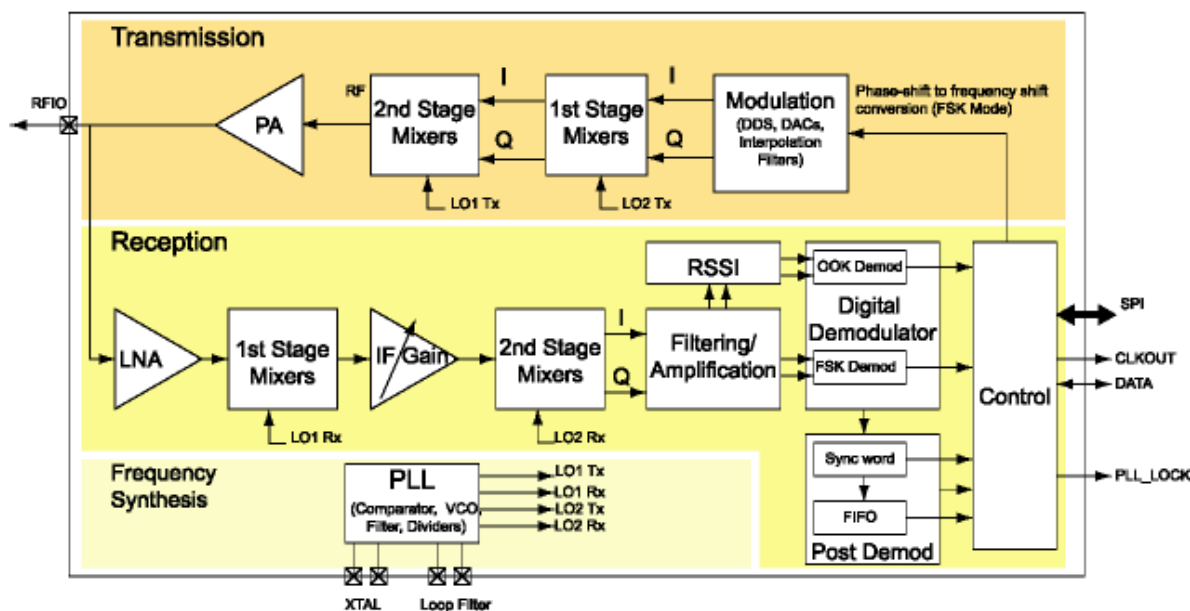 Transmission
RFIO
PA
RF
2nd Stage
Mixers
I
Q
1st Stage
Mixers
I
Q
Modulation
(DDS, DACs,
Interpolation
Filters)
Phase-shift to frequency shift
conversion (FSK Mode)
LO1 Tx
LO2 Tx
Reception
LNA
1st Stage
Mixers
IF Gain
2nd Stage
Mixers
I
Q
RSSI
Filtering/
Amplification
OOK Demod
Digital
Demodulator
FSK Demod
Control
SPI
CLKOUT
DATA
PLL_LOCK
LO1 Rx
LO2 Rx
Sync word
FIFO
Post Demod
Frequency
Synthesis
PLL
(Comparator, VCO,
Filter, Dividers)
LO1 Tx
LO1 Rx
LO2 Tx
LO2 Rx
XTAL
Loop Filter